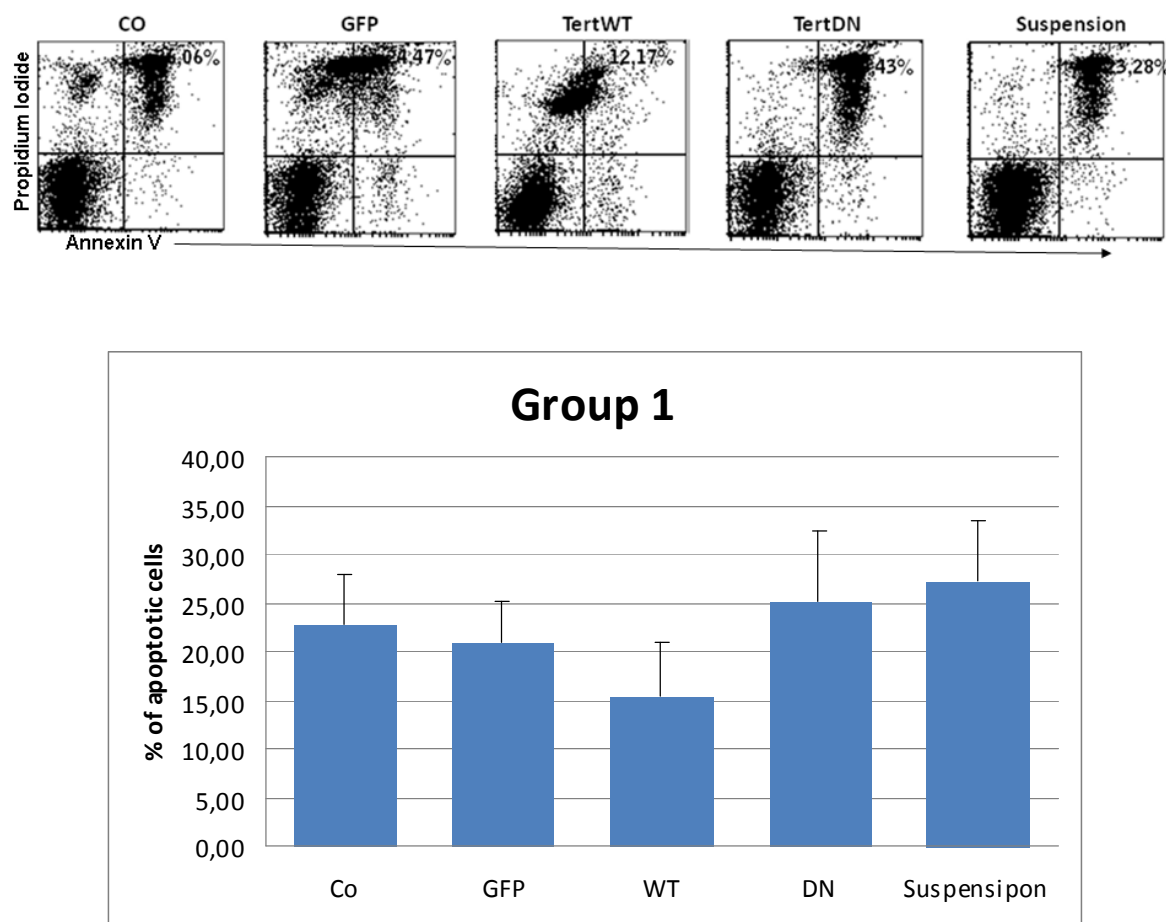 CO GFP TertWT TertDN Suspension
12,17%
23,28%
Propidium Iodide
Annexin V
Group 1
% of apoptotic cells
40,00
35,00
30,00
25,00
20,00
15,00
10,00
5,00
0,00
Co GFP WT DN Suspensipon